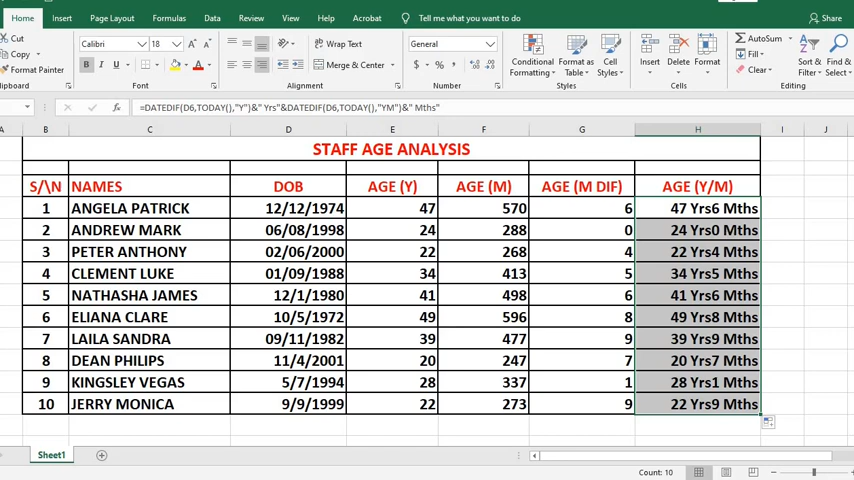 Home Insert Page Layout Formulas Data Review View Help Acrobat Tell me what you want to do Share
Cut Calibri 18 A A Wrap Text General AutoSum
Copy Conditional Format as Cell Insert Delete Format Fill Sort & Find &
Format Painter B I U A Merge & Center $ % Formatting Table Styles Clear Filter Select
Clipboard Font Alignment Number Styles Cells Editing
fx =DATEDIF(D6,TODAY(),"Y")&" Yrs"&DATEDIF(D6,TODAY(),"YM")&" Mths"
A B C D E F G H I J
STAFF AGE ANALYSIS
S/\N NAMES DOB AGE (Y) AGE (M) AGE (M DIF) AGE (Y/M)
1 ANGELA PATRICK 12/12/1974 47 570 6 47 Yrs6 Mths
2 ANDREW MARK 06/08/1998 24 288 0 24 Yrs0 Mths
3 PETER ANTHONY 02/06/2000 22 268 4 22 Yrs4 Mths
4 CLEMENT LUKE 01/09/1988 34 413 5 34 Yrs5 Mths
5 NATHASHA JAMES 12/1/1980 41 498 6 41 Yrs6 Mths
6 ELIANA CLARE 10/5/1972 49 596 8 49 Yrs8 Mths
7 LAILA SANDRA 09/11/1982 39 477 9 39 Yrs9 Mths
8 DEAN PHILIPS 11/4/2001 20 247 7 20 Yrs7 Mths
9 KINGSLEY VEGAS 5/7/1994 28 337 1 28 Yrs1 Mths
10 JERRY MONICA 9/9/1999 22 273 9 22 Yrs9 Mths
Sheet1
Count: 10